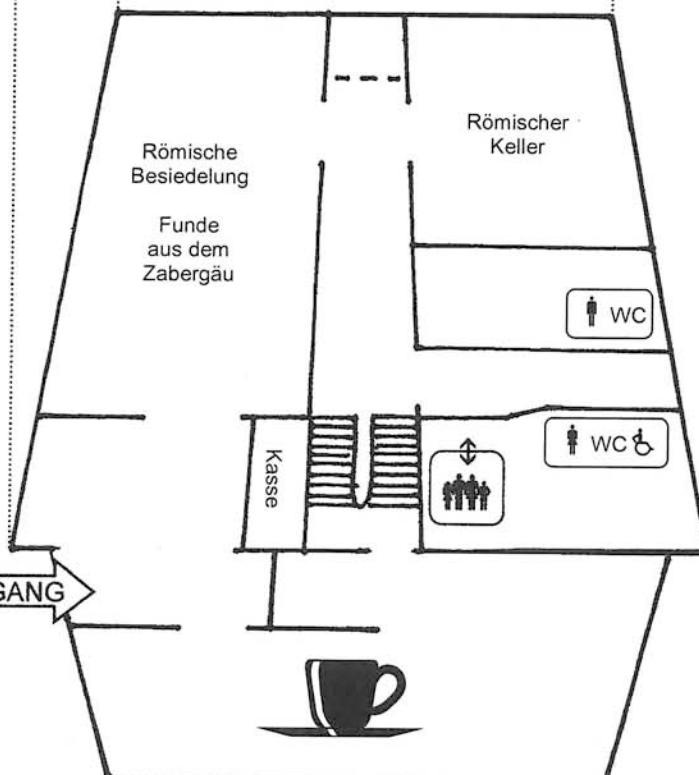 Römische
Besiedelung
Funde
aus dem
Zabergäu
Römischer
Keller
WC
WC
Kasse
GANG